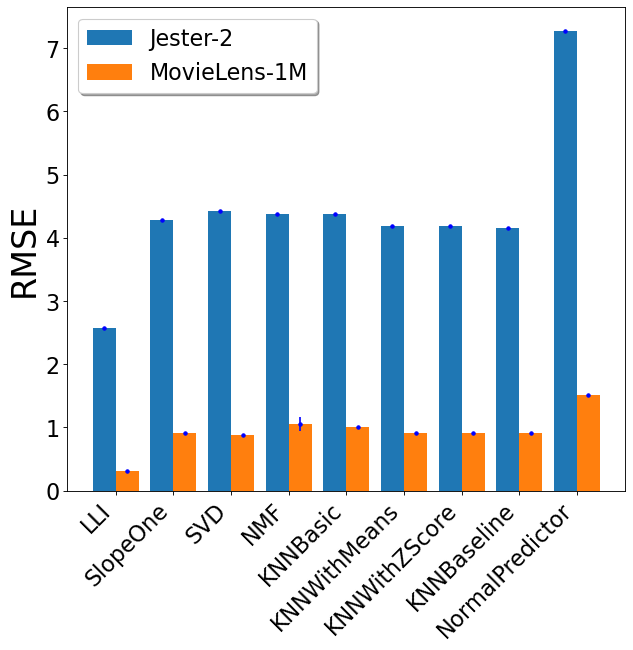 Jester-2
MovieLens-1M
RMSE
7
6
5
4
3
2
1
0
LLI
SlopeOne
SVD
NMF
KNNBasic
KNNWithMeans
KNNWithZScore
KNNBaseline
NormalPredictor